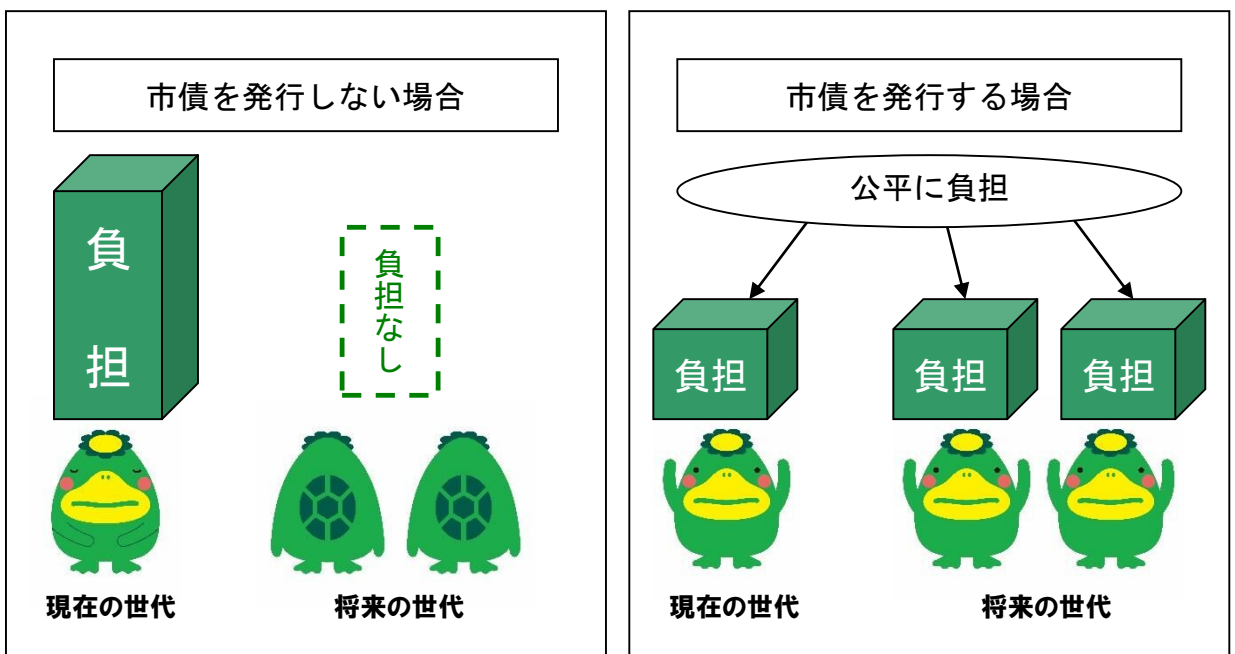 市債を発行しない場合
負担
負担なし
現在の世代
将来の世代
市債を発行する場合
公平に負担
負担
負担
負担
現在の世代
将来の世代